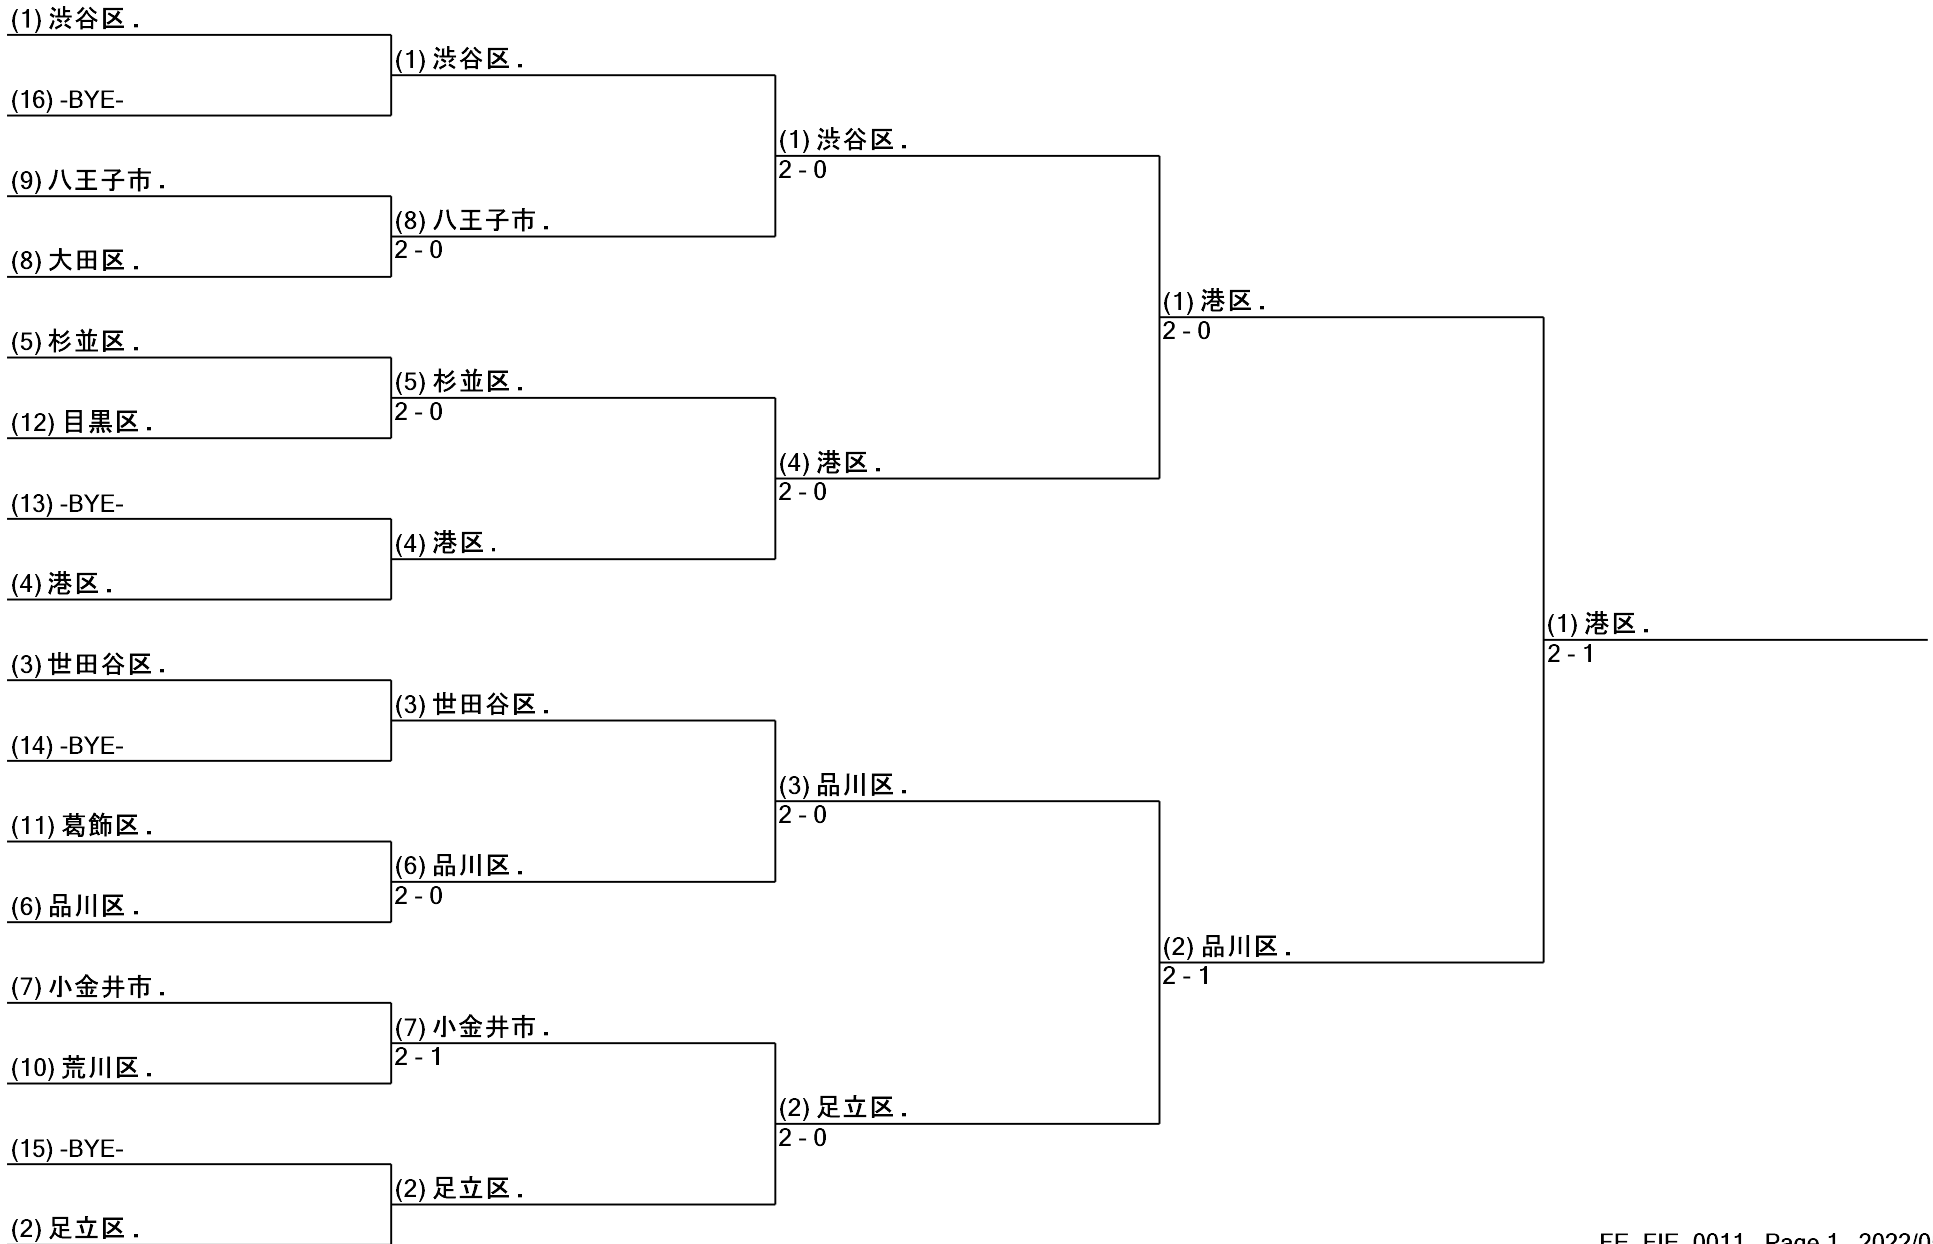 (1) 渋谷区 .
(16) -BYE-
(9) 八王子市 .
(8) 大田区 .
(5) 杉並区 .
(12) 目黒区 .
(13) -BYE-
(4) 港区 .
(3) 世田谷区 .
(14) -BYE-
(11) 葛飾区 .
(6) 品川区 .
(7) 小金井市 .
(10) 荒川区 .
(15) -BYE-
(2) 足立区 .
(1) 渋谷区 .
(8) 八王子市 .
2 - 0
(5) 杉並区 .
2 - 0
(4) 港区 .
(3) 世田谷区 .
(6) 品川区 .
2 - 0
(7) 小金井市 .
2 - 1
(2) 足立区 .
(1) 渋谷区 .
2 - 0
(4) 港区 .
2 - 0
(3) 品川区 .
2 - 0
(2) 足立区 .
2 - 0
(1) 港区 .
2 - 0
(2) 品川区 .
2 - 1
(1) 港区 .
2 - 1
Page 1